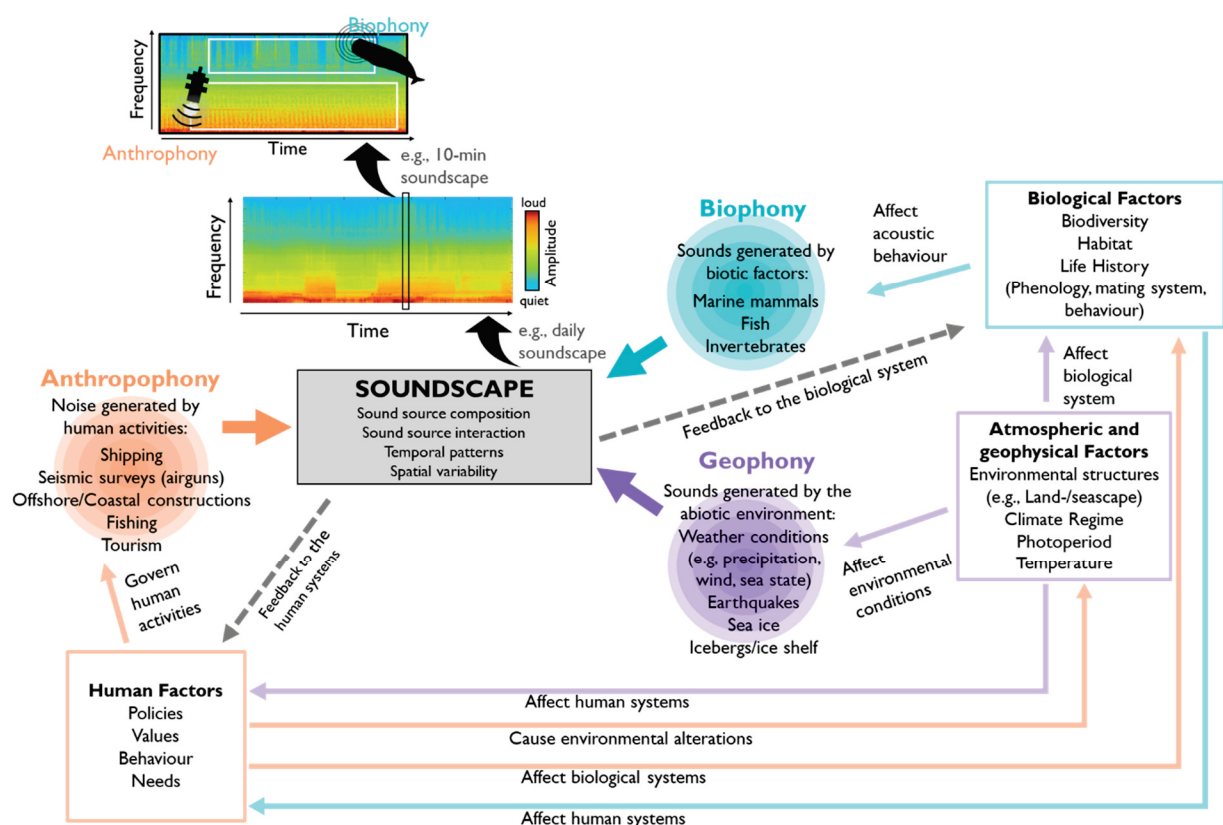 Biophony
Frequency
Anthrophony
Time
e.g., 10-min
soundscape
Frequency
loud
Amplitude
quiet
Time
e.g., daily
soundscape
Biophony
Sounds generated by
biotic factors:
Marine mammals
Fish
Invertebrates
Affect
acoustic
behaviour
Biological Factors
Biodiversity
Habitat
Life History
(Phenology, mating system,
behaviour)
Anthropophony
Noise generated by
human activities:
Shipping
Seismic surveys (airguns)
Offshore/Coastal constructions
Fishing
Tourism
SOUNDSCAPE
Sound source composition
Sound source interaction
Temporal patterns
Spatial variability
Feedback to the biological system
Affect
biological
system
Geophony
Sounds generated by the
abiotic environment:
Weather conditions
(e.g, precipitation,
wind, sea state)
Earthquakes
Sea ice
Icebergs/ice shelf
Atmospheric and
geophysical Factors
Environmental structures
(e.g., Land-/seascape)
Climate Regime
Photoperiod
Temperature
Affect
environmental
conditions
Govern
human
activities
Feedback to the
human systems
Human Factors
Policies
Values
Behaviour
Needs
Affect human systems
Cause environmental alterations
Affect biological systems
Affect human systems